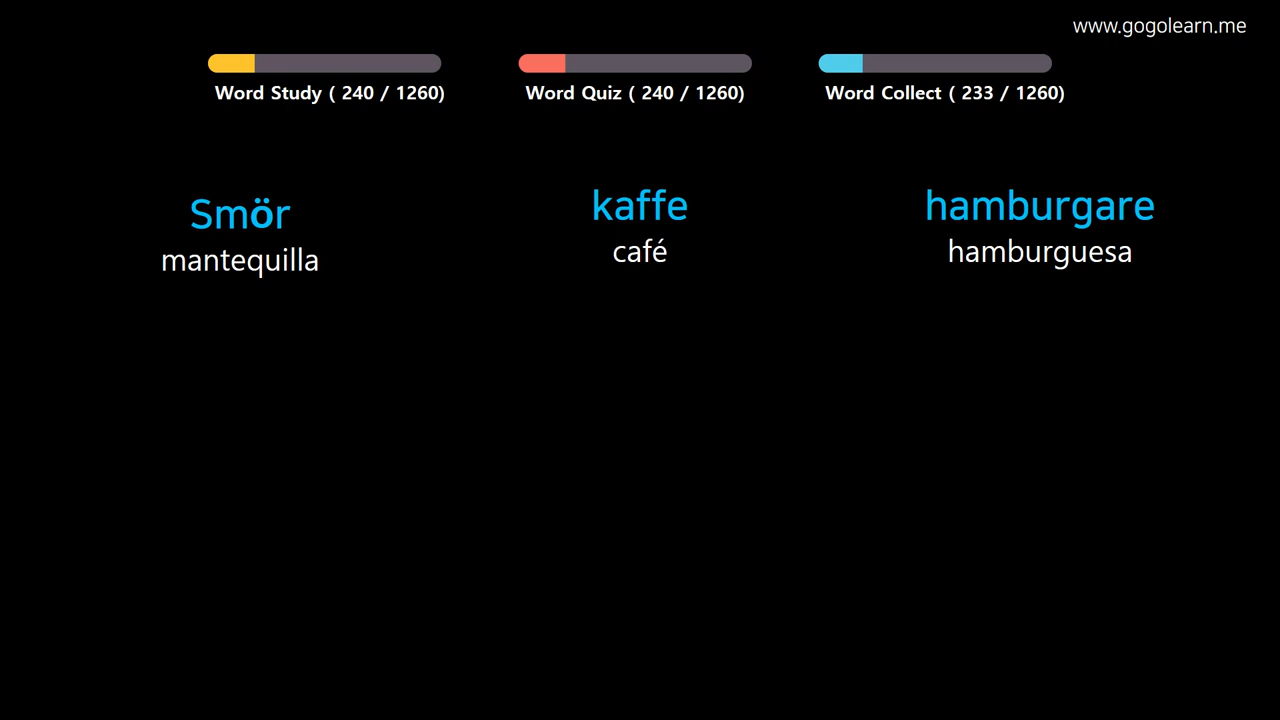 www.gogolearn.me
Word Study ( 240 / 1260)
Word Quiz ( 240 / 1260)
Word Collect ( 233 / 1260)
Smör
mantequilla
kaffe
café
hamburgare
hamburguesa